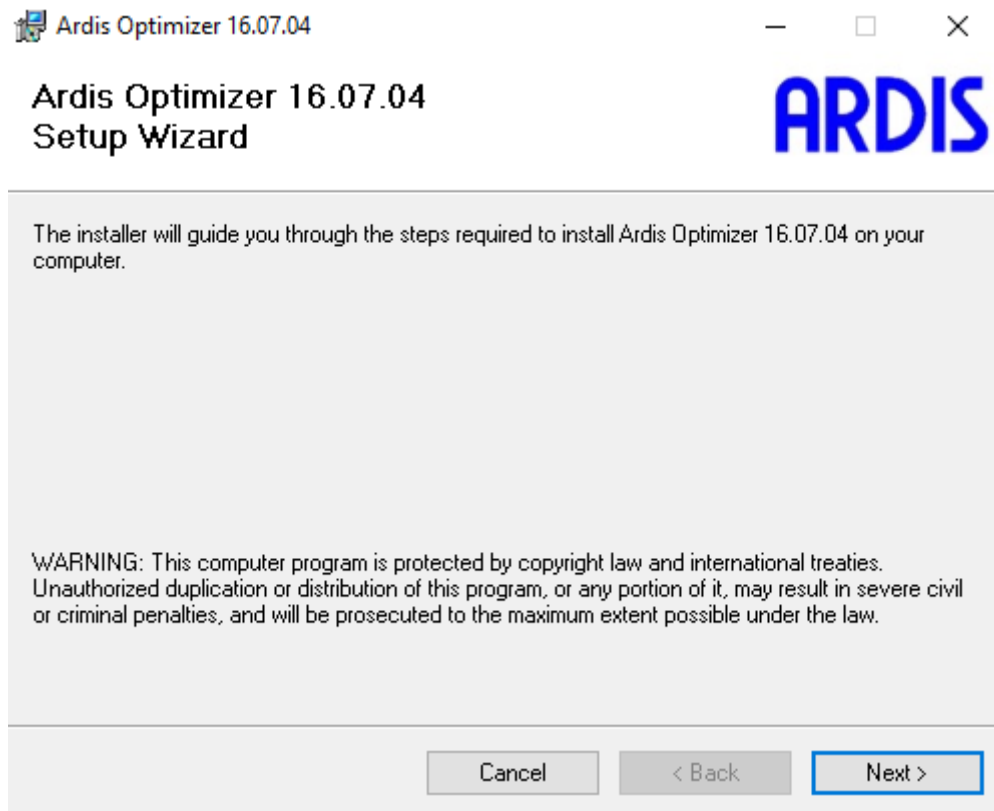 Ardis Optimizer 16.07.04
Ardis Optimizer 16.07.04
Setup Wizard
ARDIS
The installer will guide you through the steps required to install Ardis Optimizer 16.07.04 on your
computer.
WARNING: This computer program is protected by copyright law and international treaties.
Unauthorized duplication or distribution of this program, or any portion of it, may result in severe civil
or criminal penalties, and will be prosecuted to the maximum extent possible under the law.
Cancel
< Back
Next >